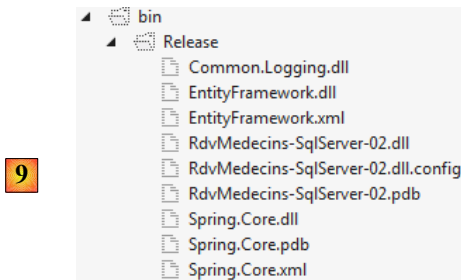 bin
Release
Common.Logging.dll
EntityFramework.dll
EntityFramework.xml
RdvMedecins-SqlServer-02.dll
9
RdvMedecins-SqlServer-02.dll.config
RdvMedecins-SqlServer-02.pdb
Spring.Core.dll
Spring.Core.pdb
Spring.Core.xml